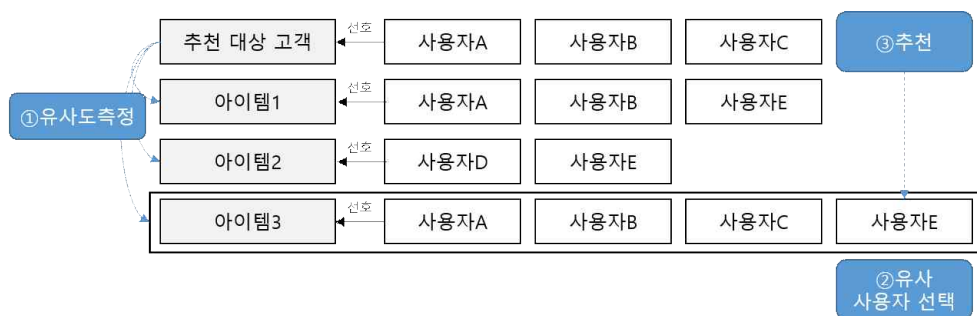 추천 대상 고객
선호
사용자A
사용자B
사용자C
③추천
①유사도측정
아이템1
선호
사용자A
사용자B
사용자E
아이템2
선호
사용자D
사용자E
아이템3
선호
사용자A
사용자B
사용자C
사용자E
②유사
사용자 선택